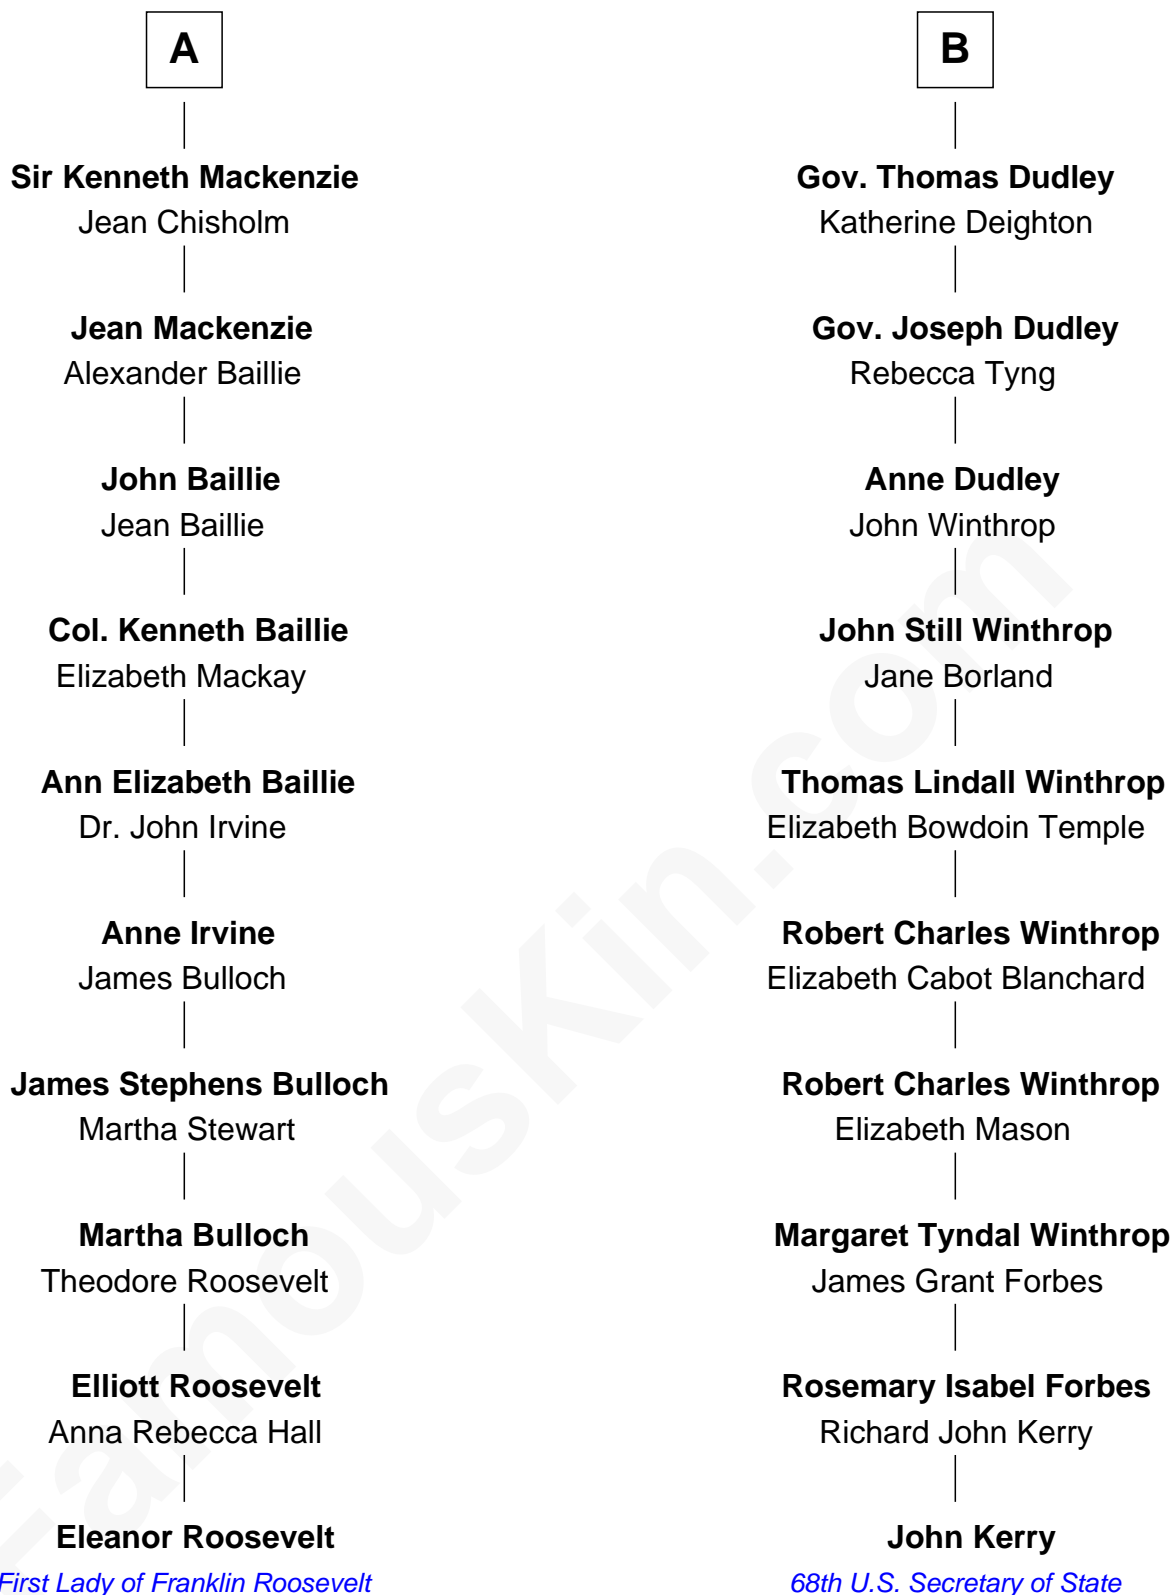 A
Sir Kenneth Mackenzie
Jean Chisholm
Jean Mackenzie
Alexander Baillie
John Baillie
Jean Baillie
Col. Kenneth Baillie
Elizabeth Mackay
Ann Elizabeth Baillie
Dr. John Irvine
Anne Irvine
James Bulloch
James Stephens Bulloch
Martha Stewart
Martha Bulloch
Theodore Roosevelt
Elliott Roosevelt
Anna Rebecca Hall
Eleanor Roosevelt
First Lady of Franklin Roosevelt
B
Gov. Thomas Dudley
Katherine Deighton
Gov. Joseph Dudley
Rebecca Tyng
Anne Dudley
John Winthrop
John Still Winthrop
Jane Borland
Thomas Lindall Winthrop
Elizabeth Bowdoin Temple
Robert Charles Winthrop
Elizabeth Cabot Blanchard
Robert Charles Winthrop
Elizabeth Mason
Margaret Tyndal Winthrop
James Grant Forbes
Rosemary Isabel Forbes
Richard John Kerry
John Kerry
68th U.S. Secretary of State
FamousKin.com